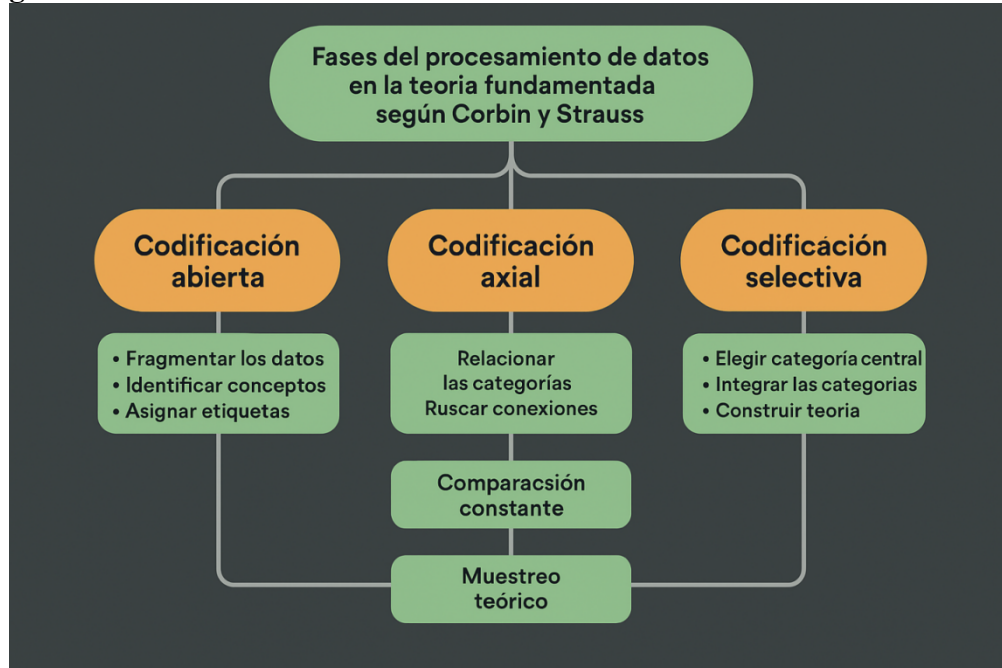 Fases del procesamiento de datos
en la teoria fundamentada
según Corbin y Strauss
Codificación
abierta
Codificación
axial
Codificáción
selectiva
• Fragmentar los datos
• Identificar conceptos
• Asignar etiquetas
Relacionar
las categorías
Ruscar conexiones
• Elegir categoría central
• Integrar las categorias
• Construir teoria
Comparacsión
constante
Muestreo
teórico